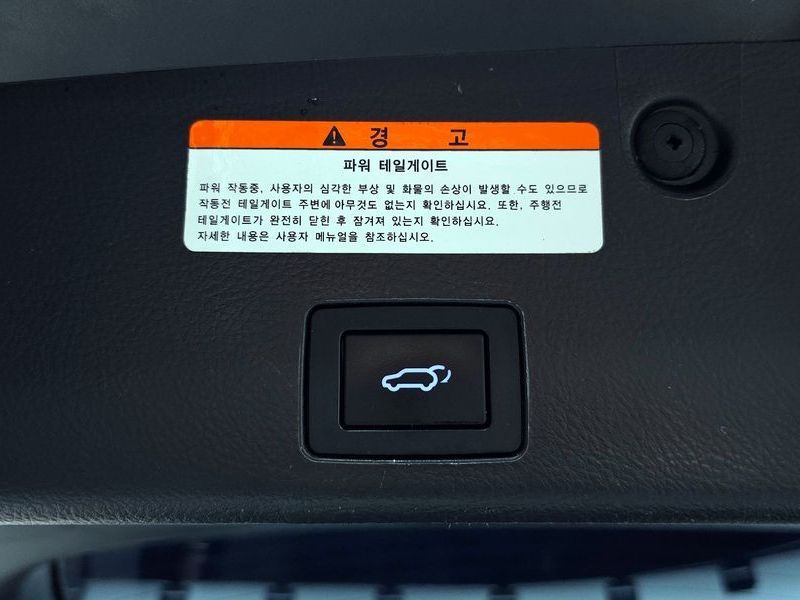 경 고
파워 테일게이트
파워 작동중, 사용자의 심각한 부상 및 화물의 손상이 발생할 수도 있으므로
작동전 테일게이트 주변에 아무것도 없는지 확인하십시요. 또한, 주행전
테일게이트가 완전히 닫힌 후 잠겨져 있는지 확인하십시요.
자세한 내용은 사용자 메뉴얼을 참조하십시오.